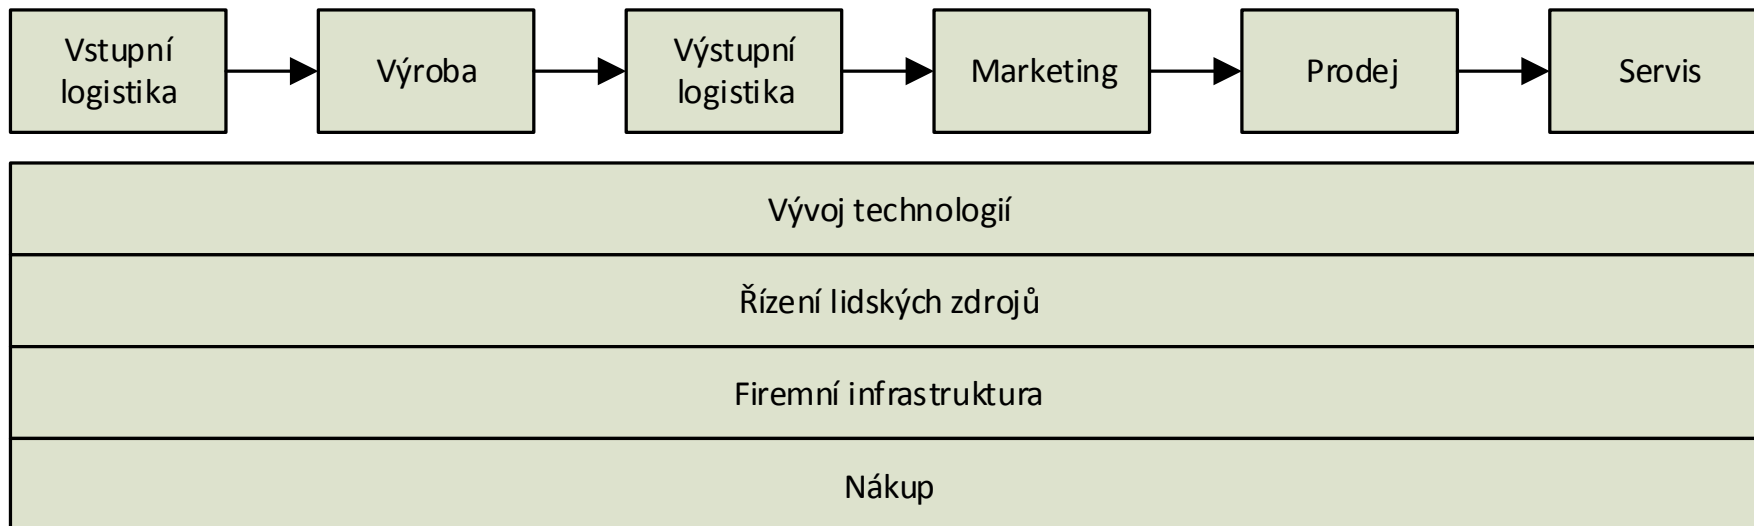 Vstupní
logistika
Výroba
Výstupní
logistika
Marketing
Prodej
Servis
Vývoj technologií
Řízení lidských zdrojů
Firemní infrastruktura
Nákup